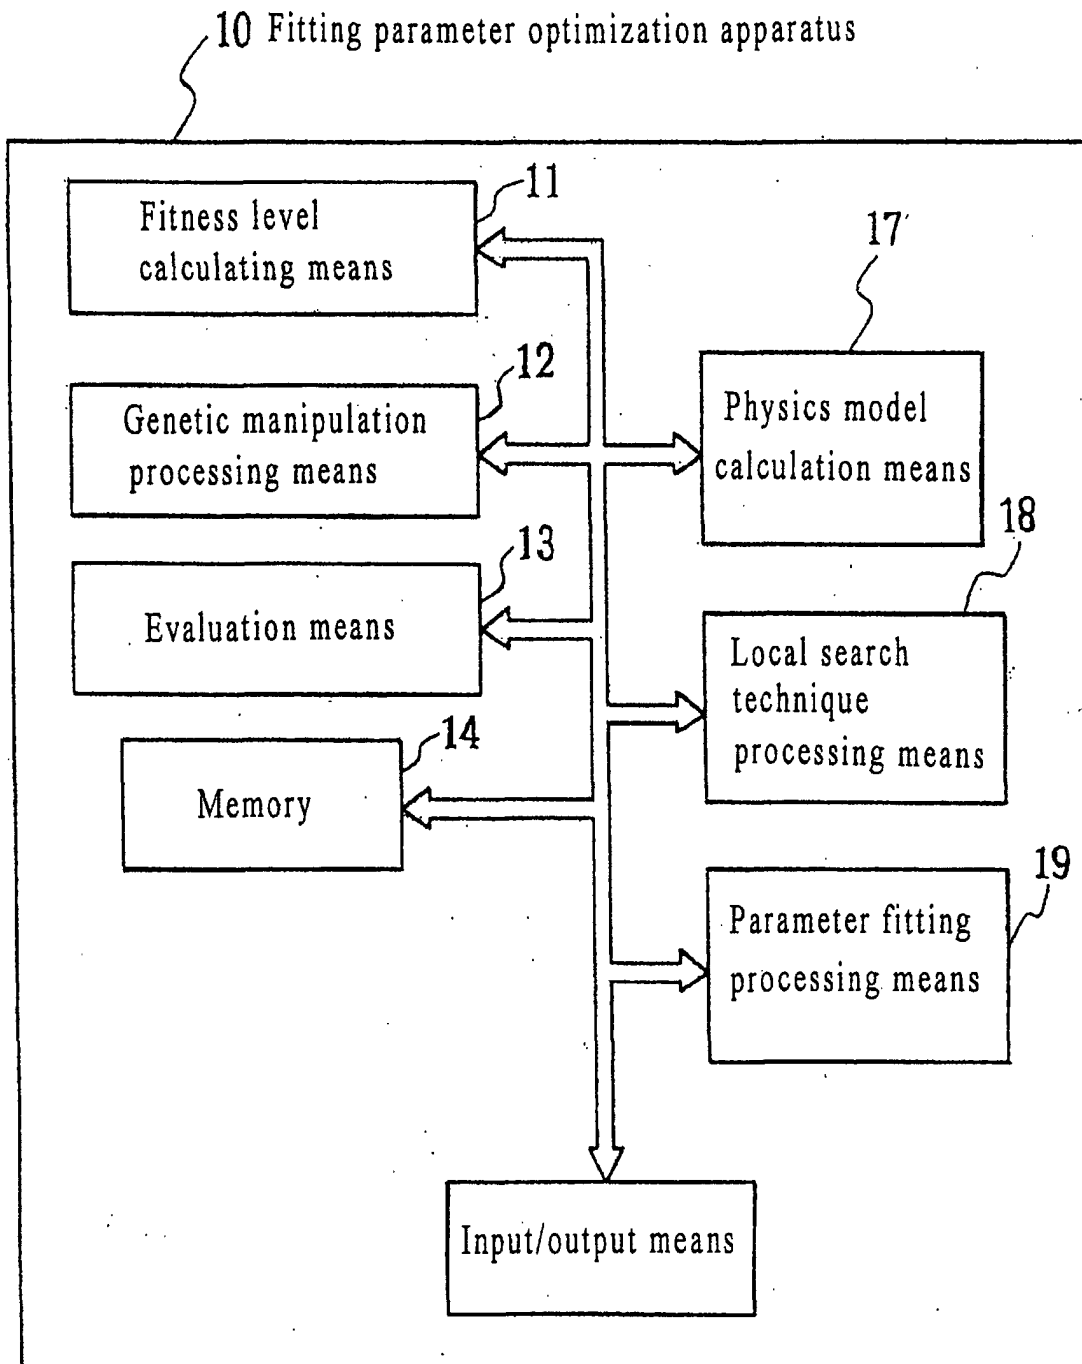 10 Fitting parameter optimization apparatus
11
Fitness level
calculating means
17
12
Genetic manipulation
processing means
Physics model
calculation means
13
Evaluation means
18
Local search
technique
processing means
14
Memory
19
Parameter fitting
processing means
Input/output means